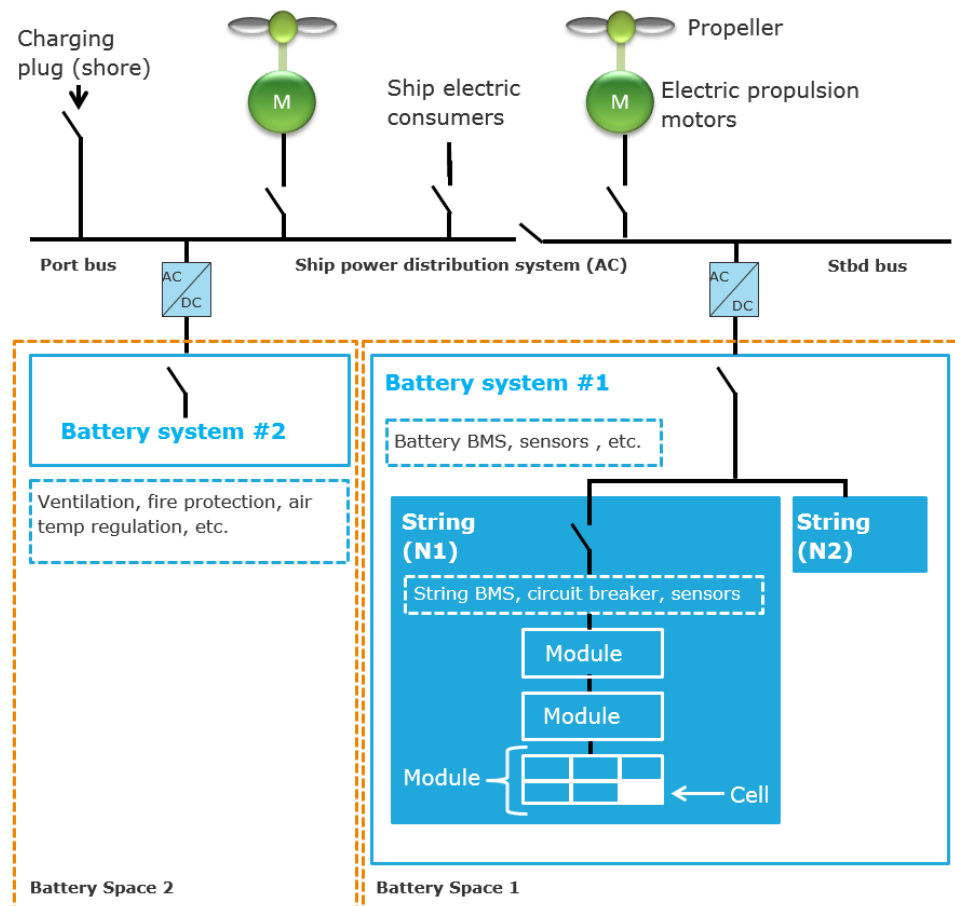 Charging
plug (shore)
Propeller
M
Ship electric
consumers
M
Electric propulsion
motors
Port bus
Ship power distribution system (AC)
Stbd bus
AC
DC
AC
DC
Battery system #2
Ventilation, fire protection, air
temp regulation, etc.
Battery Space 2
Battery system #1
Battery BMS, sensors , etc.
String
(N1)
String
(N2)
String BMS, circuit breaker, sensors
Module
Module
Module
Cell
Battery Space 1